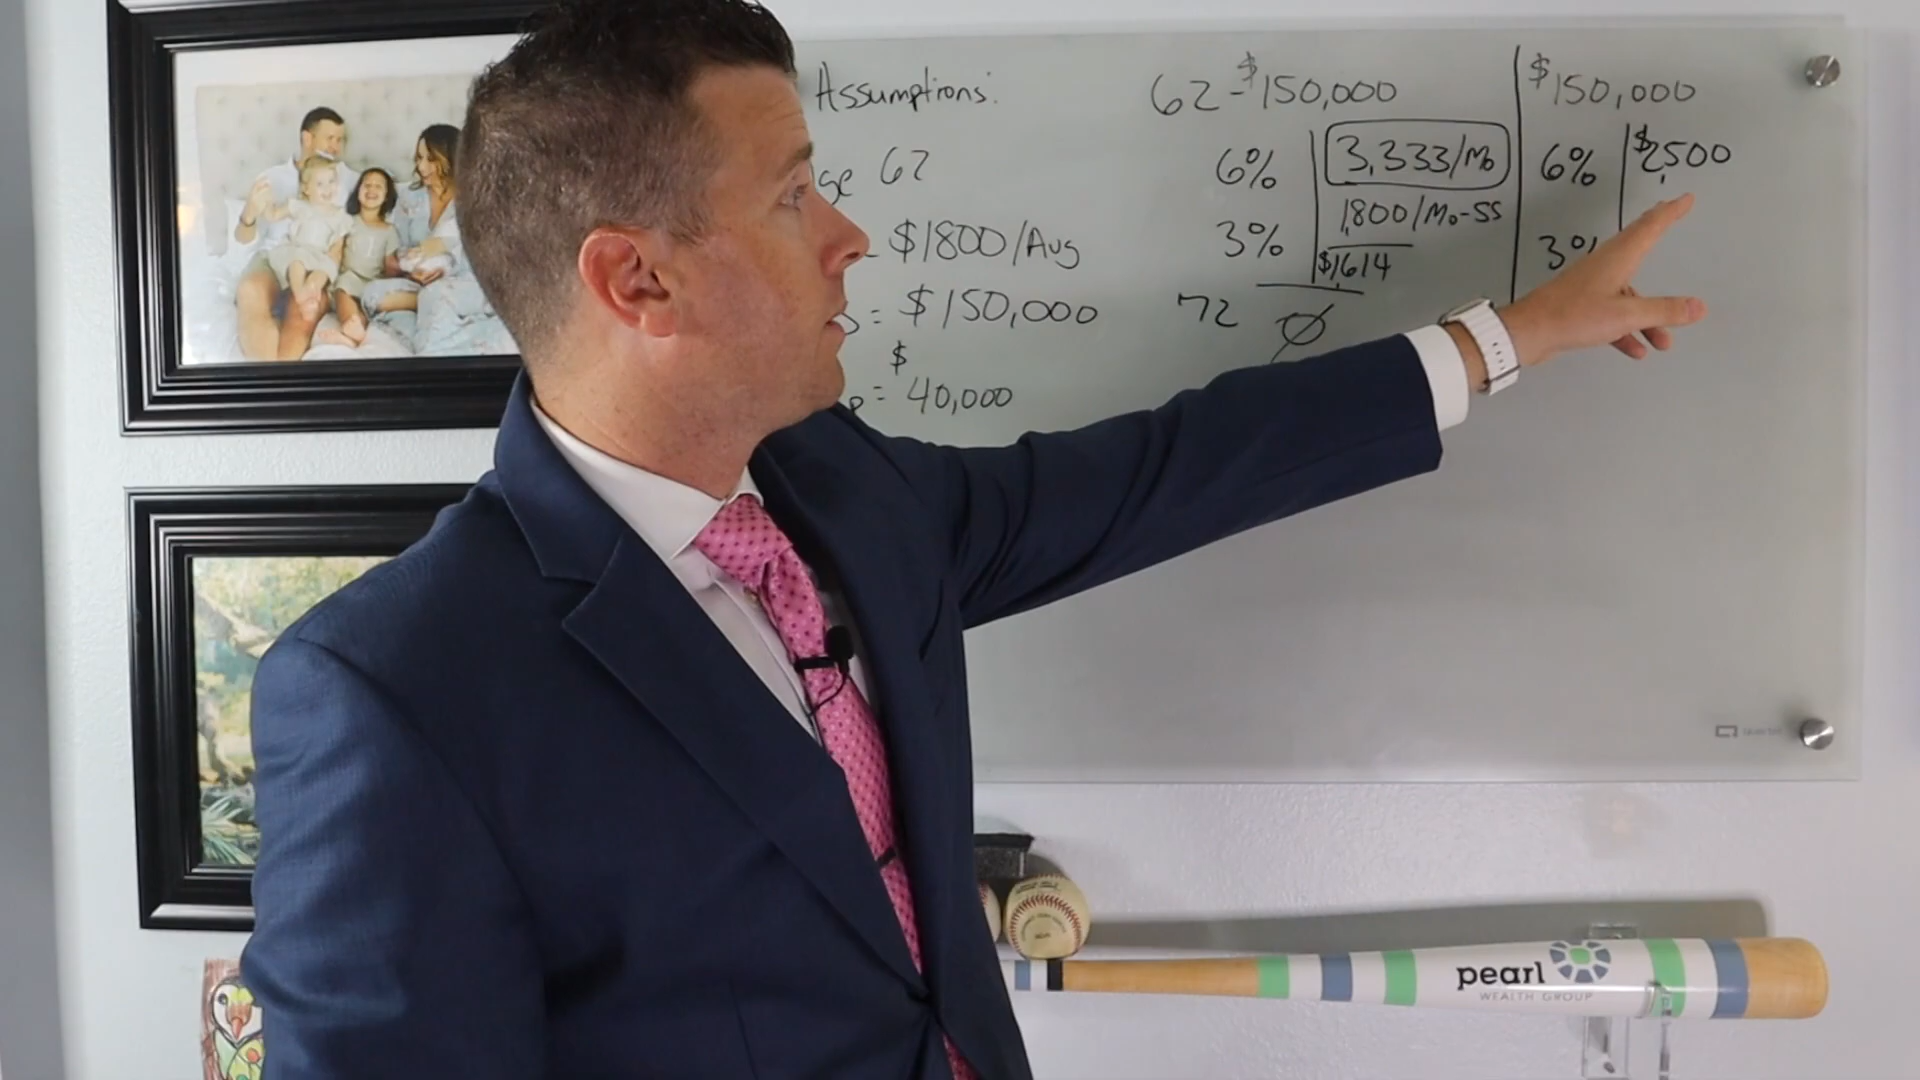 Assumptions:
62
$1800/Avg
= $150,000
$
= 40,000
62 - $150,000
6%
3%
3,333/Mo
1,800/Mo-SS
$1,614
72
$150,000
6%
3%
$2,500
pearl
WEALTH GROUP